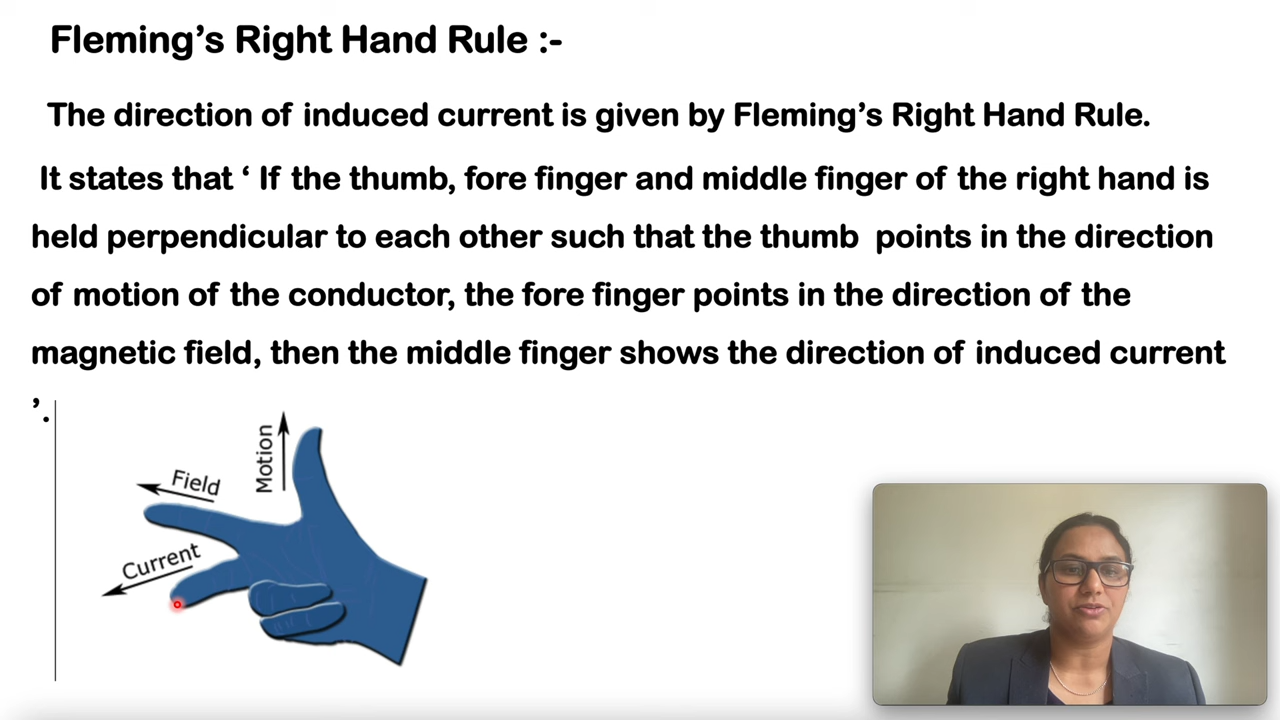 Fleming’s Right Hand Rule :-
The direction of induced current is given by Fleming’s Right Hand Rule.
It states that ‘ If the thumb, fore finger and middle finger of the right hand is
held perpendicular to each other such that the thumb points in the direction
of motion of the conductor, the fore finger points in the direction of the
magnetic field, then the middle finger shows the direction of induced current
’.
Motion
Field
Current